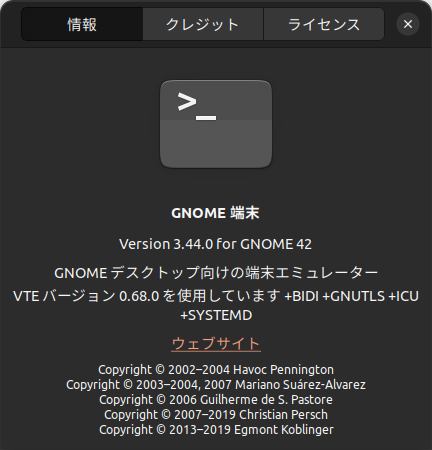 情報 クレジット ライセンス
>_
GNOME 端末
Version 3.44.0 for GNOME 42
GNOME デスクトップ向けの端末エミュレーター
VTE バージョン 0.68.0 を使用しています +BIDI +GNUTLS +ICU
+SYSTEMD
ウェブサイト
Copyright © 2002–2004 Havoc Pennington
Copyright © 2003–2004, 2007 Mariano Suárez-Alvarez
Copyright © 2006 Guilherme de S. Pastore
Copyright © 2007–2019 Christian Persch
Copyright © 2013–2019 Egmont Koblinger